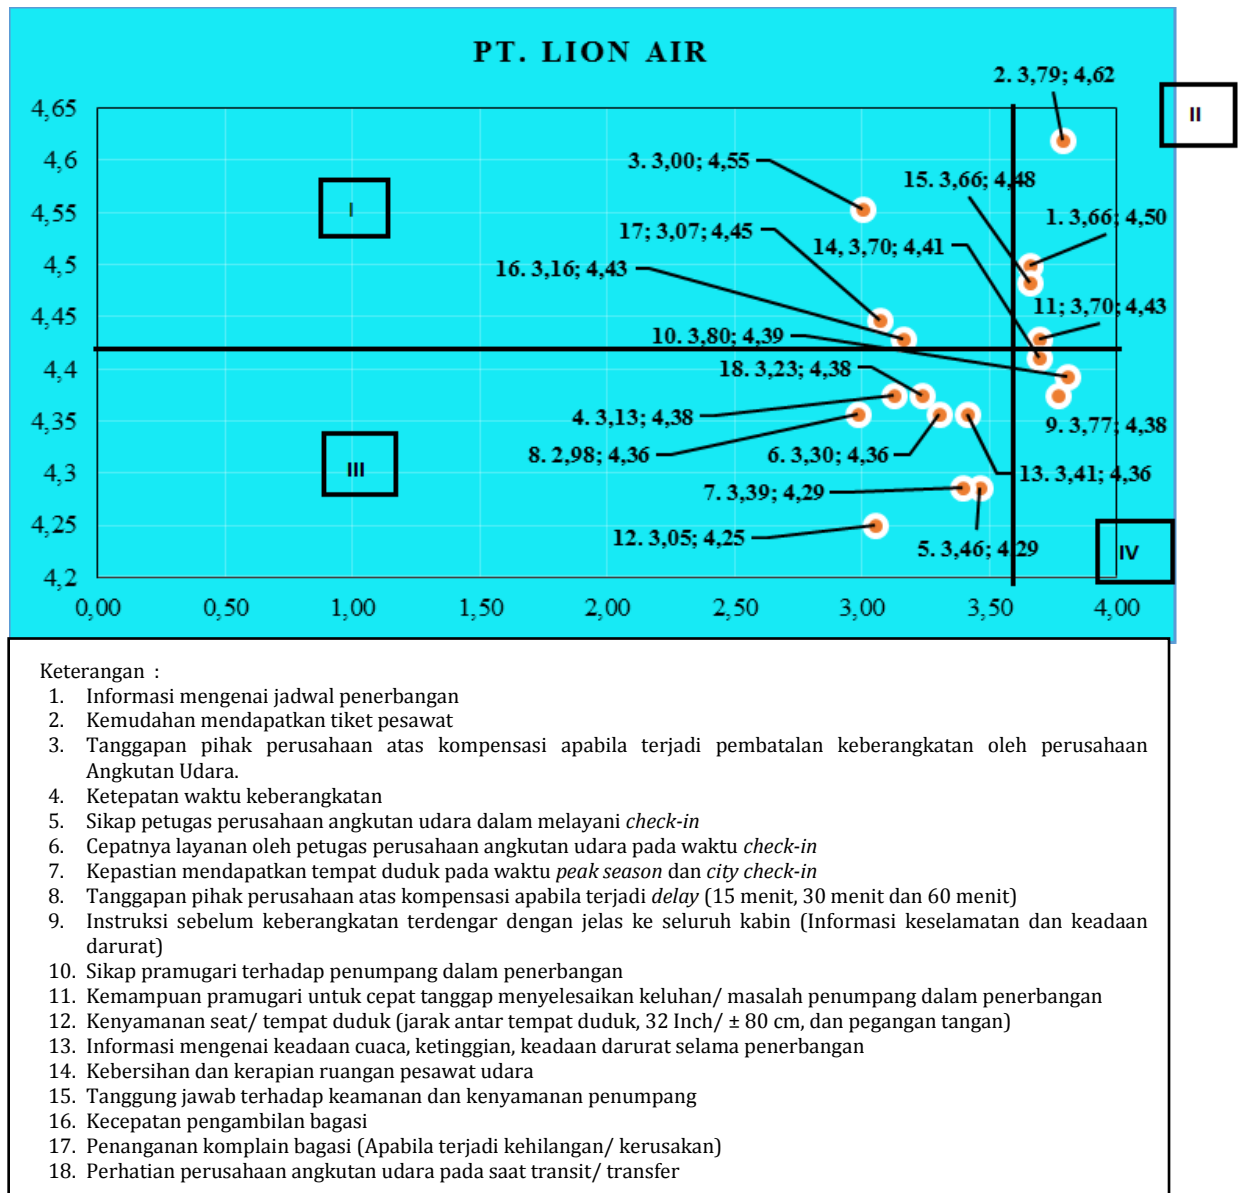 PT. LION AIR
2. 3,79; 4,62
II
4,65
4,6
3. 3,00; 4,55
15. 3,66; 4,48
I
4,55
1. 3,66; 4,50
17; 3,07; 4,45
14, 3,70; 4,41
4,5
16. 3,16; 4,43
4,45
11; 3,70; 4,43
10. 3,80; 4,39
4,4
18. 3,23; 4,38
4,35
4. 3,13; 4,38
9. 3,77; 4,38
8. 2,98; 4,36
6. 3,30; 4,36
III
4,3
13. 3,41; 4,36
7. 3,39; 4,29
4,25
12. 3,05; 4,25
5. 3,46; 4,29
IV
4,2
0,00 0,50 1,00 1,50 2,00 2,50 3,00 3,50 4,00
Keterangan :
1. Informasi mengenai jadwal penerbangan
2. Kemudahan mendapatkan tiket pesawat
3. Tanggapan pihak perusahaan atas kompensasi apabila terjadi pembatalan keberangkatan oleh perusahaan
Angkutan Udara.
4. Ketepatan waktu keberangkatan
5. Sikap petugas perusahaan angkutan udara dalam melayani check-in
6. Cepatnya layanan oleh petugas perusahaan angkutan udara pada waktu check-in
7. Kepastian mendapatkan tempat duduk pada waktu peak season dan city check-in
8. Tanggapan pihak perusahaan atas kompensasi apabila terjadi delay (15 menit, 30 menit dan 60 menit)
9. Instruksi sebelum keberangkatan terdengar dengan jelas ke seluruh kabin (Informasi keselamatan dan keadaan
darurat)
10. Sikap pramugari terhadap penumpang dalam penerbangan
11. Kemampuan pramugari untuk cepat tanggap menyelesaikan keluhan/ masalah penumpang dalam penerbangan
12. Kenyamanan seat/ tempat duduk (jarak antar tempat duduk, 32 Inch/ ± 80 cm, dan pegangan tangan)
13. Informasi mengenai keadaan cuaca, ketinggian, keadaan darurat selama penerbangan
14. Kebersihan dan kerapian ruangan pesawat udara
15. Tanggung jawab terhadap keamanan dan kenyamanan penumpang
16. Kecepatan pengambilan bagasi
17. Penanganan komplain bagasi (Apabila terjadi kehilangan/ kerusakan)
18. Perhatian perusahaan angkutan udara pada saat transit/ transfer